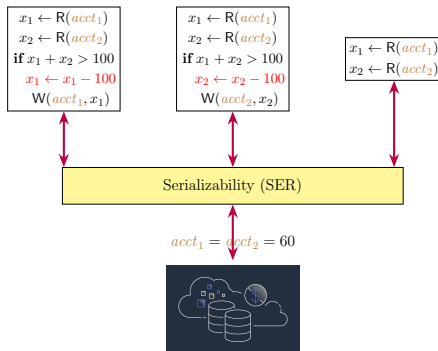 x₁ ← R(acct₁)
x₂ ← R(acct₂)
if x₁ + x₂ > 100
x₁ ← x₁ − 100
W(acct₁, x₁)
x₁ ← R(acct₁)
x₂ ← R(acct₂)
if x₁ + x₂ > 100
x₂ ← x₂ − 100
W(acct₂, x₂)
x₁ ← R(acct₁)
x₂ ← R(acct₂)
Serializability (SER)
acct₁ = acct₂ = 60
$